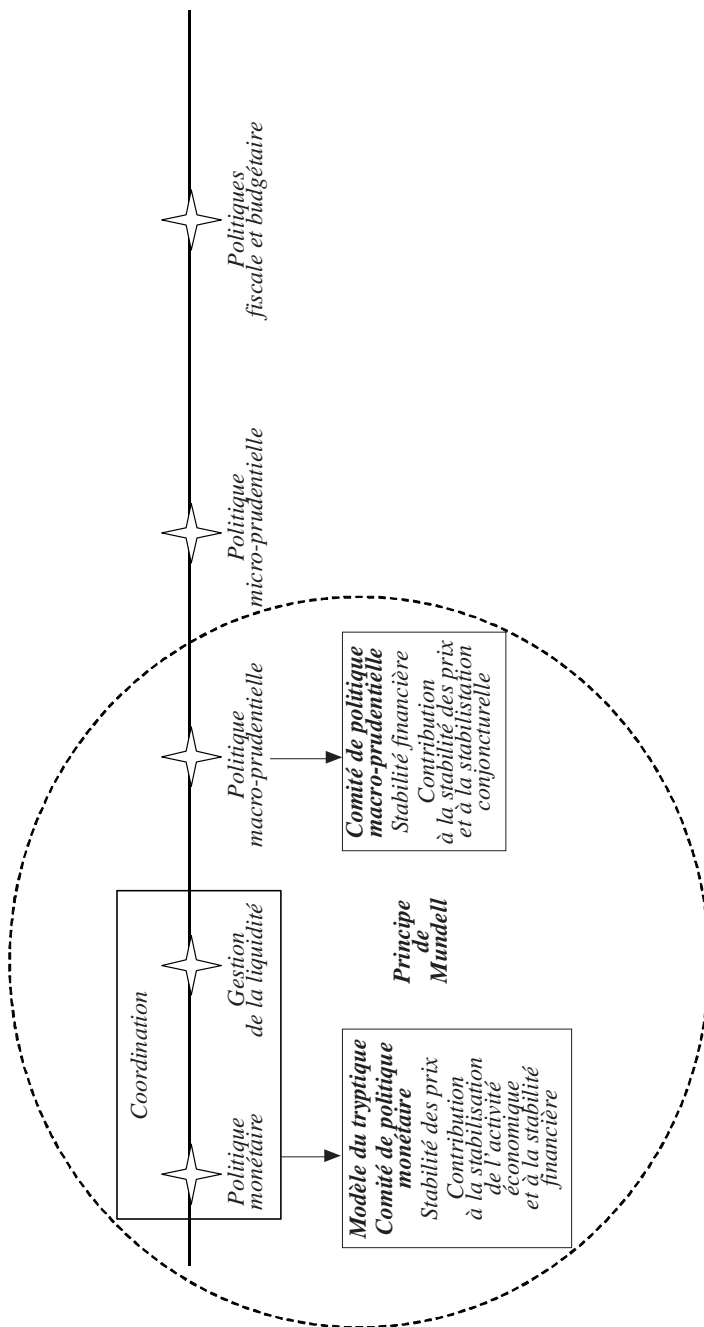 Coordination
Politique
monétaire
Gestion
de la liquidité
Politique
macro-prudentielle
Politique
micro-prudentielle
Politiques
fiscale et budgétaire
Modèle du tryptique
Comité de politique
monétaire
Stabilité des prix
Contribution
à la stabilisation
de l'activité
économique
et à la stabilité
financière
Principe
de
Mundell
Comité de politique
macro-prudentielle
Stabilité financière
Contribution
à la stabilité des prix
et à la stabilistation
conjoncturelle